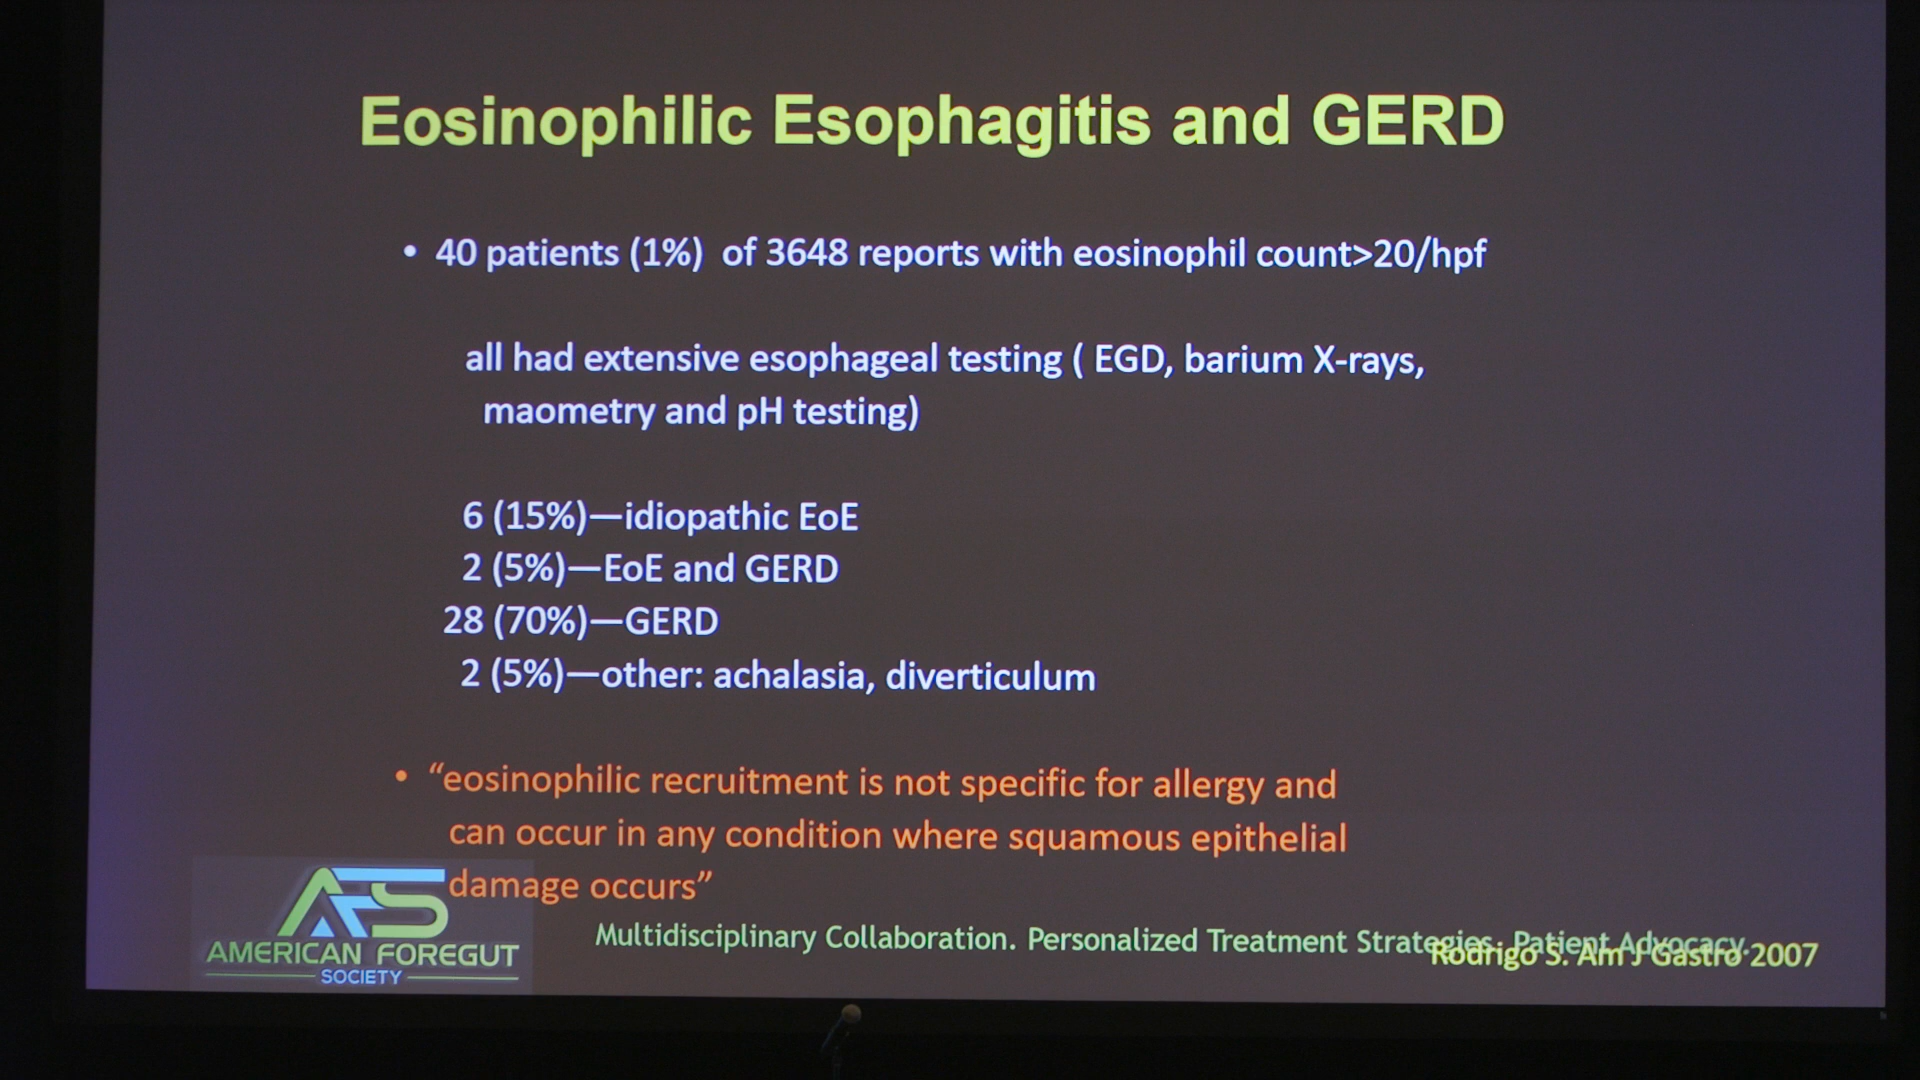 Eosinophilic Esophagitis and GERD
• 40 patients (1%) of 3648 reports with eosinophil count>20/hpf
all had extensive esophageal testing ( EGD, barium X-rays,
maometry and pH testing)
6 (15%)—idiopathic EoE
2 (5%)—EoE and GERD
28 (70%)—GERD
2 (5%)—other: achalasia, diverticulum
• “eosinophilic recruitment is not specific for allergy and
can occur in any condition where squamous epithelial
damage occurs”
AFS
AMERICAN FOREGUT
SOCIETY
Multidisciplinary Collaboration. Personalized Treatment Strategies. Patient Advocacy.
Rodrigo S. Am J Gastro 2007